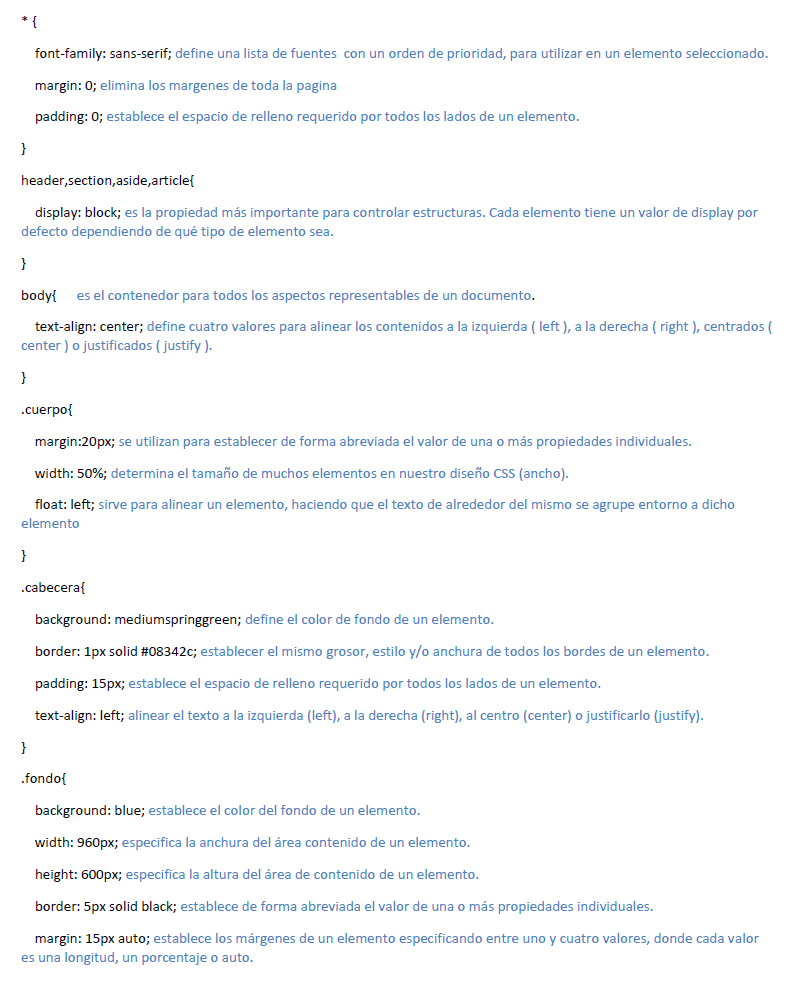 * {
font-family: sans-serif; define una lista de fuentes  con un orden de prioridad, para utilizar en un elemento seleccionado.
margin: 0; elimina los margenes de toda la pagina
padding: 0; establece el espacio de relleno requerido por todos los lados de un elemento.
}
header,section,aside,article{
display: block; es la propiedad más importante para controlar estructuras. Cada elemento tiene un valor de display por
defecto dependiendo de qué tipo de elemento sea.
}
body{     es el contenedor para todos los aspectos representables de un documento.
text-align: center; define cuatro valores para alinear los contenidos a la izquierda ( left ), a la derecha ( right ), centrados (
center ) o justificados ( justify ).
}
.cuerpo{
margin:20px; se utilizan para establecer de forma abreviada el valor de una o más propiedades individuales.
width: 50%; determina el tamaño de muchos elementos en nuestro diseño CSS (ancho).
float: left; sirve para alinear un elemento, haciendo que el texto de alrededor del mismo se agrupe entorno a dicho
elemento
}
.cabecera{
background: mediumspringgreen; define el color de fondo de un elemento.
border: 1px solid #08342c; establecer el mismo grosor, estilo y/o anchura de todos los bordes de un elemento.
padding: 15px; establece el espacio de relleno requerido por todos los lados de un elemento.
text-align: left; alinear el texto a la izquierda (left), a la derecha (right), al centro (center) o justificarlo (justify).
}
.fondo{
background: blue; establece el color del fondo de un elemento.
width: 960px; especifica la anchura del área contenido de un elemento.
height: 600px; especifica la altura del área de contenido de un elemento.
border: 5px solid black; establece de forma abreviada el valor de una o más propiedades individuales.
margin: 15px auto; establece los márgenes de un elemento especificando entre uno y cuatro valores, donde cada valor
es una longitud, un porcentaje o auto.